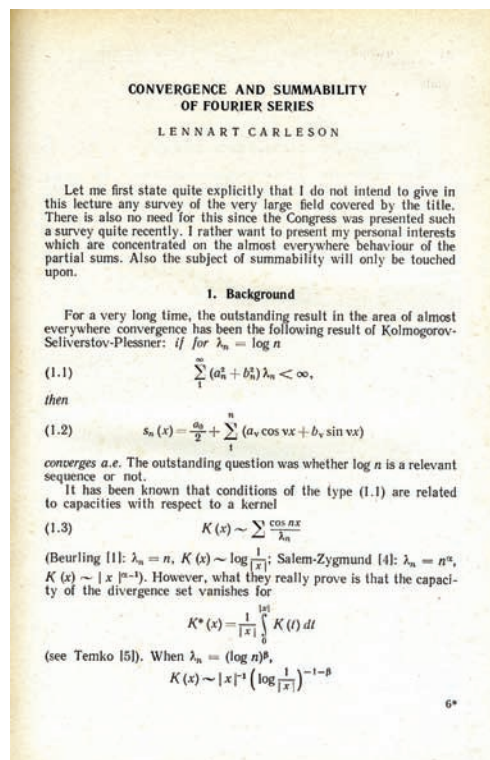 CONVERGENCE AND SUMMABILITY
OF FOURIER SERIES
LENNART CARLESON
Let me first state quite explicitly that I do not intend to give in
this lecture any survey of the very large field covered by the title.
There is also no need for this since the Congress was presented such
a survey quite recently. I rather want to present my personal interests
which are concentrated on the almost everywhere behaviour of the
partial sums. Also the subject of summability will only be touched
upon.
1. Background
For a very long time, the outstanding result in the area of almost
everywhere convergence has been the following result of Kolmogorov-
Seliverstov-Plessner: if for λₙ = log n
(1.1) ∑₁^∞ (aₙ² + bₙ²) λₙ < ∞,
then
(1.2) sₙ (x) = a₀/2 + ∑₁ⁿ (aᵥ cos νx + bᵥ sin νx)
converges a.e. The outstanding question was whether log n is a relevant
sequence or not.
It has been known that conditions of the type (1.1) are related
to capacities with respect to a kernel
(1.3) K (x) ~ ∑ cos nx / λₙ
(Beurling [1]: λₙ = n, K (x) ~ log 1/|x|; Salem-Zygmund [4]: λₙ = n^α,
K (x) ~ | x |^α⁻¹). However, what they really prove is that the capaci-
ty of the divergence set vanishes for
K* (x) = 1/|x| ∫₀^|x| K (t) dt
(see Temko [5]). When λₙ = (log n)^β,
K (x) ~ | x |⁻¹ (log 1/|x|)^−1−β
6*